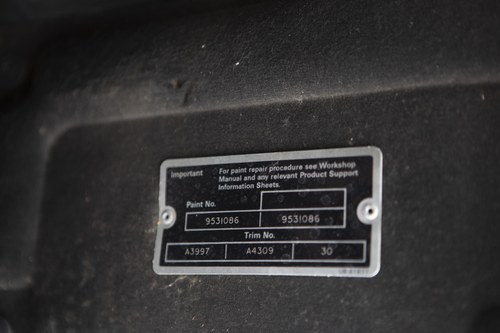 Important For paint repair procedure see Workshop
Manual and any relevant Product Support
Information Sheets.
Paint No.
9531086 9531086
Trim No.
A3997 A4309 30